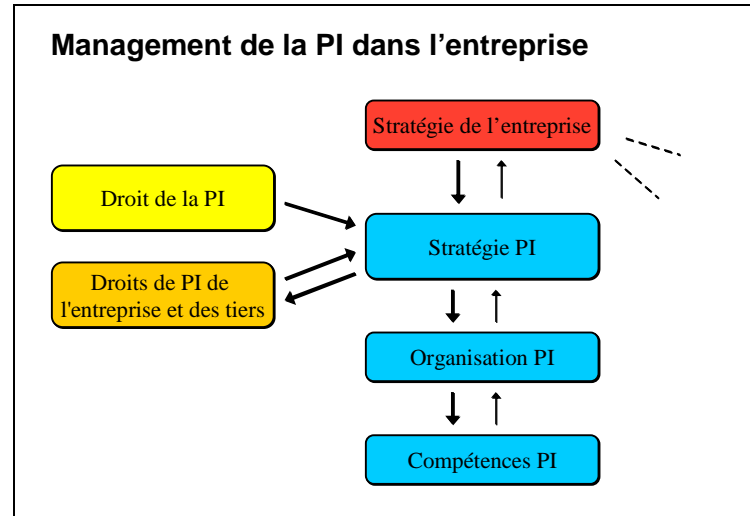 Management de la PI dans l’entreprise
Stratégie de l’entreprise
Droit de la PI
Stratégie PI
Droits de PI de
l'entreprise et des tiers
Organisation PI
Compétences PI